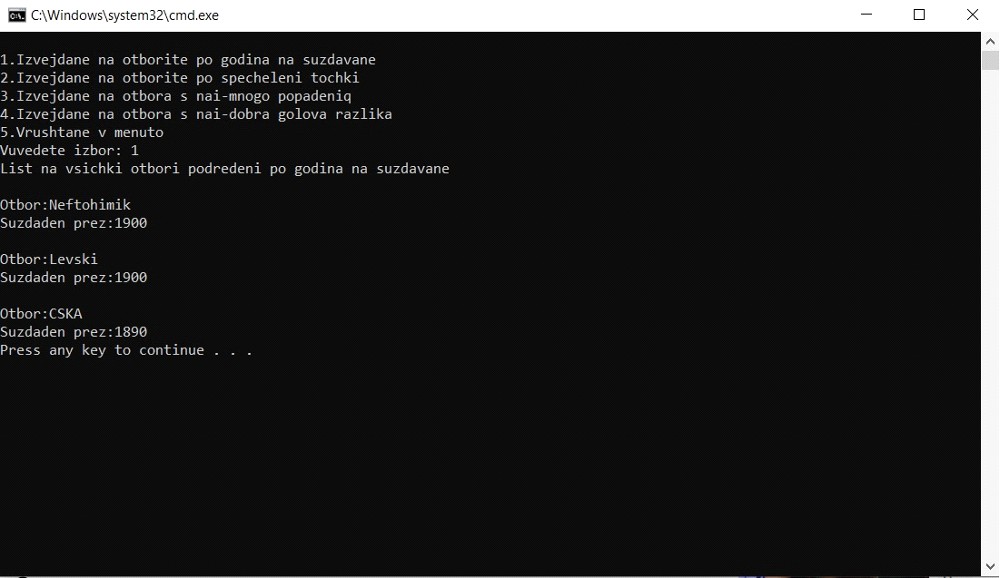 C:\Windows\system32\cmd.exe
1.Izvejdane na otborite po godina na suzdavane
2.Izvejdane na otborite po specheleni tochki
3.Izvejdane na otbora s nai-mnogo popadeniq
4.Izvejdane na otbora s nai-dobra golova razlika
5.Vrushtane v menuto
Vuvedete izbor: 1
List na vsichki otbori podredeni po godina na suzdavane
Otbor:Neftohimik
Suzdaden prez:1900
Otbor:Levski
Suzdaden prez:1900
Otbor:CSKA
Suzdaden prez:1890
Press any key to continue . . .